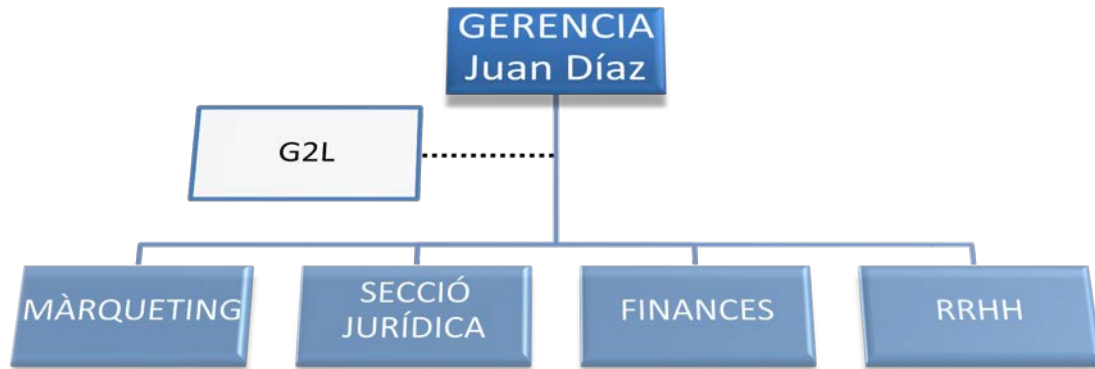 GERENCIA
Juan Díaz
G2L
MÀRQUETING
SECCIÓ
JURÍDICA
FINANCES
RRHH